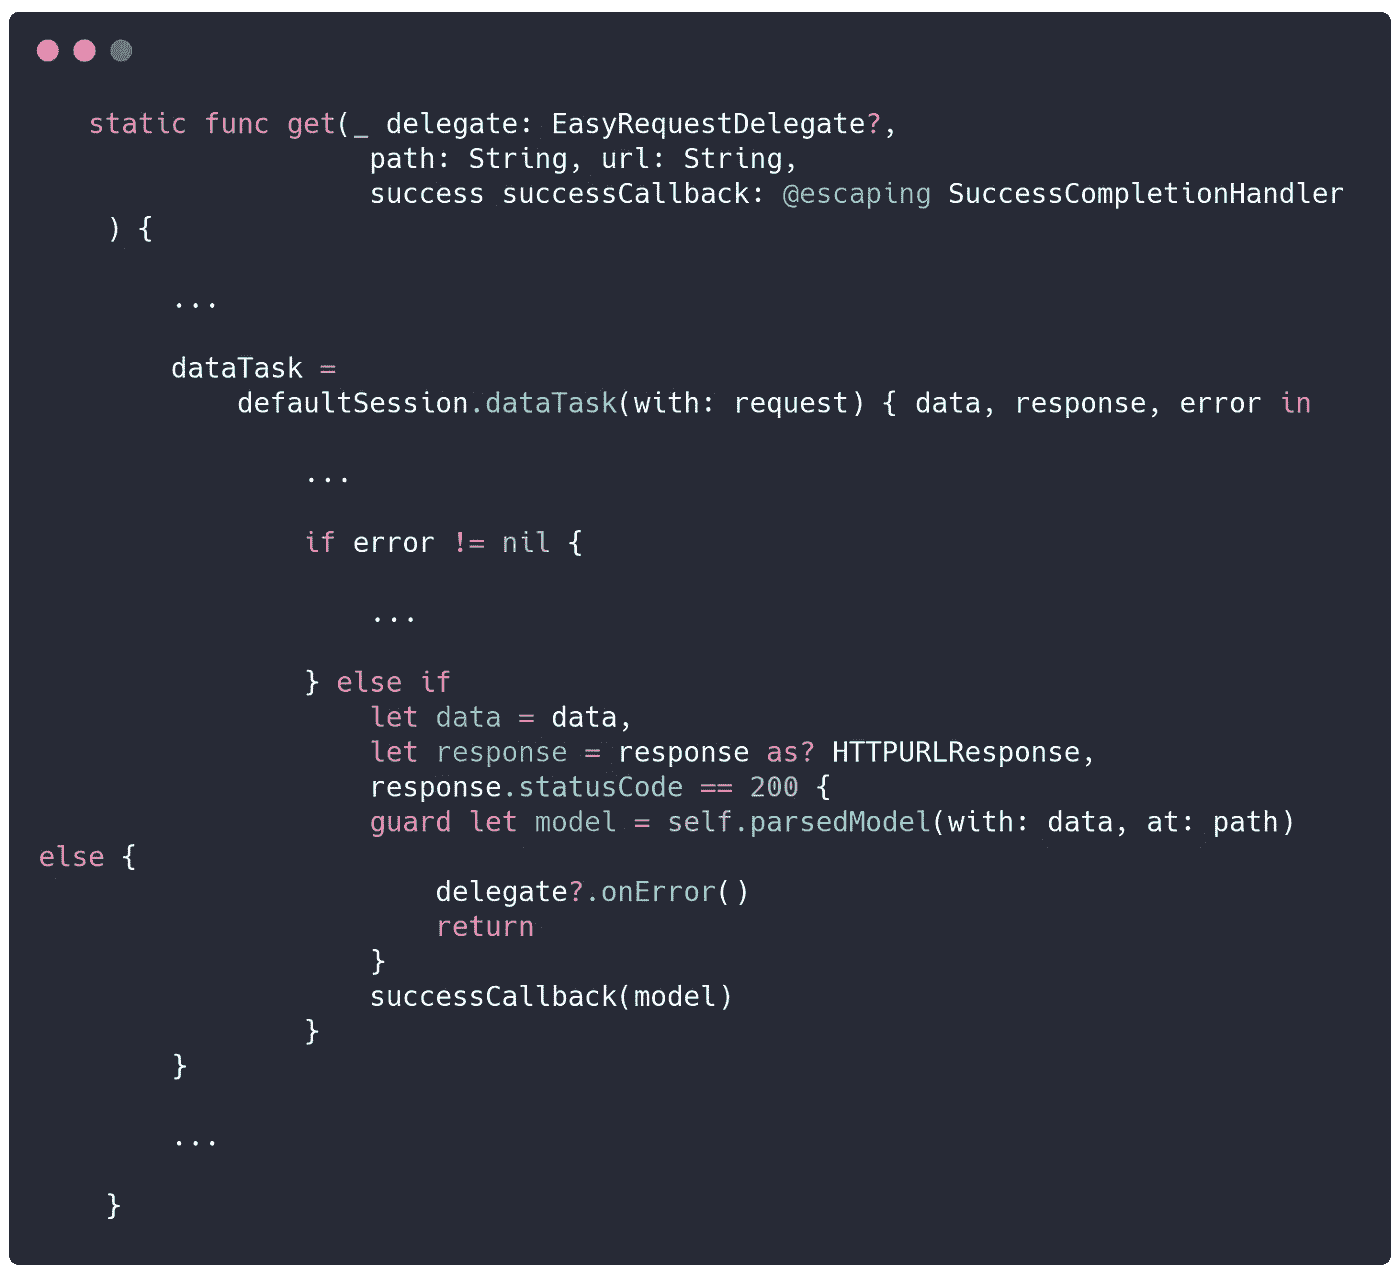 static func get(_ delegate: EasyRequestDelegate?,
path: String, url: String,
success successCallback: @escaping SuccessCompletionHandler
) {
...
dataTask =
defaultSession.dataTask(with: request) { data, response, error in
...
if error != nil {
...
} else if
let data = data,
let response = response as? HTTPURLResponse,
response.statusCode == 200 {
guard let model = self.parsedModel(with: data, at: path)
else {
delegate?.onError()
return
}
successCallback(model)
}
}
...
}